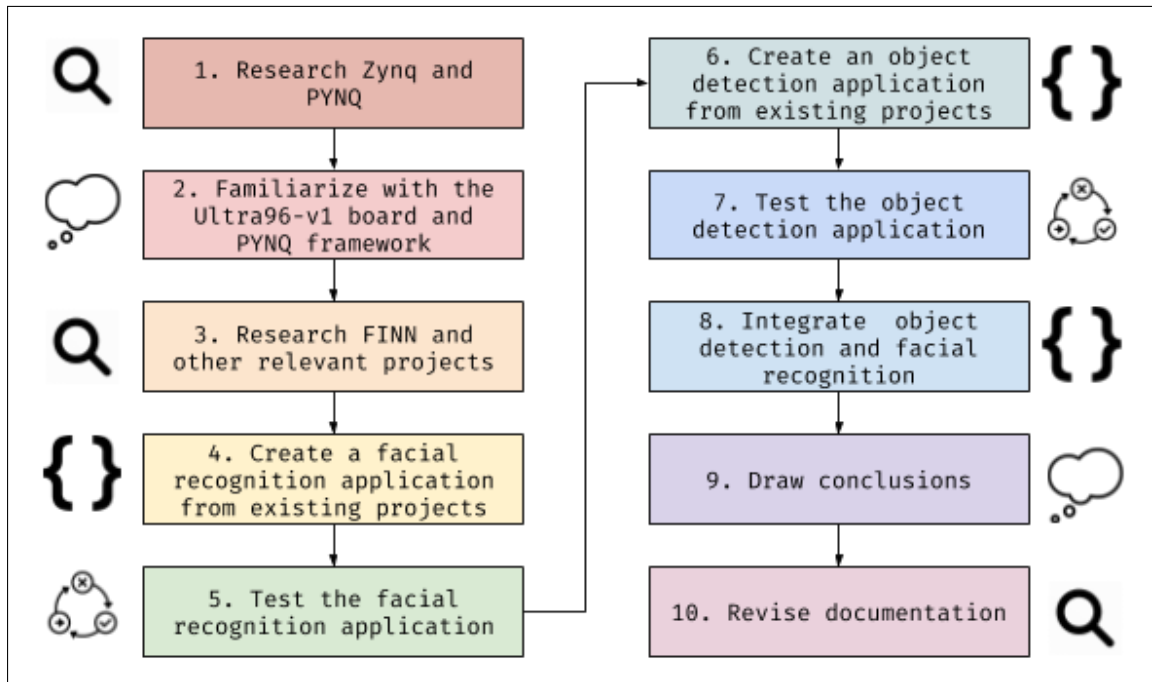 1. Research Zynq and
PYNQ
2. Familiarize with the
Ultra96-v1 board and
PYNQ framework
3. Research FINN and
other relevant projects
4. Create a facial
recognition application
from existing projects
5. Test the facial
recognition application
6. Create an object
detection application
from existing projects
7. Test the object
detection application
8. Integrate  object
detection and facial
recognition
9. Draw conclusions
10. Revise documentation